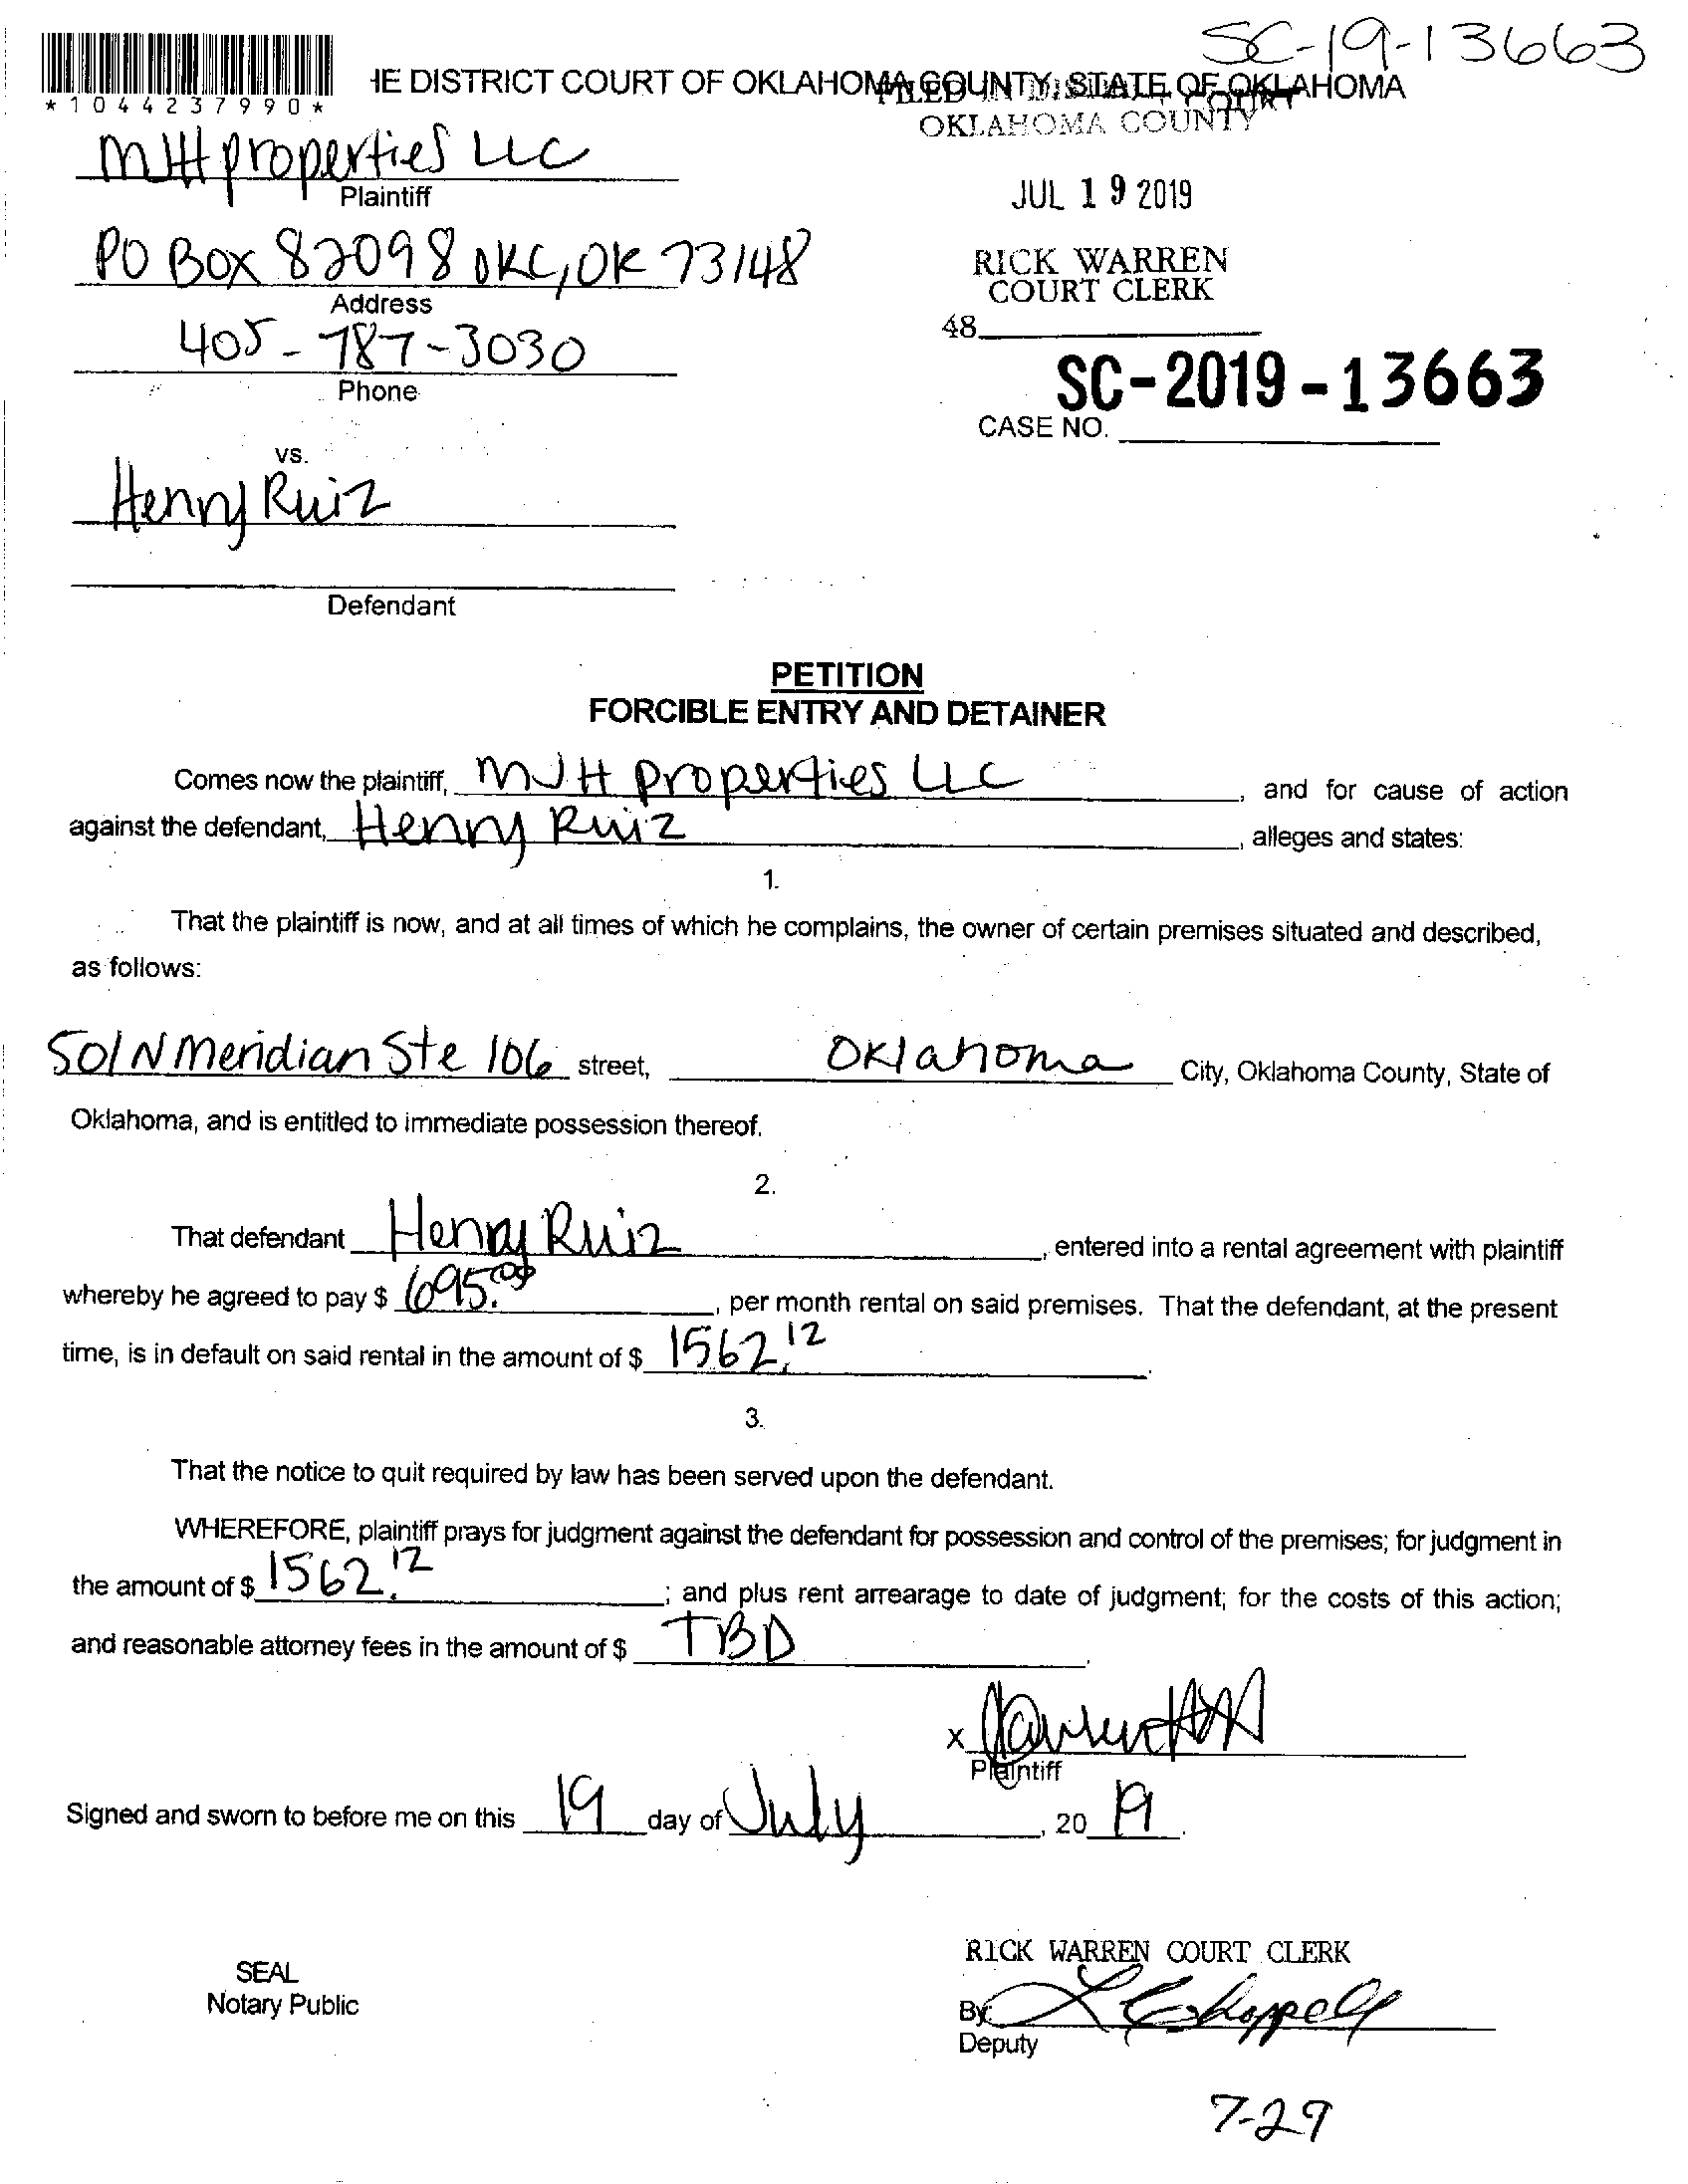 SC-19-13663
HE DISTRICT COURT OF OKLAHOMA COUNTY, STATE OF OKLAHOMA
*1044237990*
FILED IN DISTRICT COURT
OKLAHOMA COUNTY
MJH properties LLC
Plaintiff
JUL 19 2019
PO Box 82098 OKC, OK 73148
Address
RICK WARREN
COURT CLERK
405-787-3030
Phone
48
SC-2019-13663
CASE NO.
vs.
Henry Ruiz
Defendant
PETITION
FORCIBLE ENTRY AND DETAINER
Comes now the plaintiff, MJH properties LLC, and for cause of action
against the defendant, Henry Ruiz, alleges and states:
1.
That the plaintiff is now, and at all times of which he complains, the owner of certain premises situated and described,
as follows:
501 N Meridian Ste 106 street, Oklahoma City, Oklahoma County, State of
Oklahoma, and is entitled to immediate possession thereof.
2.
That defendant Henry Ruiz, entered into a rental agreement with plaintiff
whereby he agreed to pay $ 695.00, per month rental on said premises. That the defendant, at the present
time, is in default on said rental in the amount of $ 1562.12.
3.
That the notice to quit required by law has been served upon the defendant.
WHEREFORE, plaintiff prays for judgment against the defendant for possession and control of the premises; for judgment in
the amount of $ 1562.12; and plus rent arrearage to date of judgment; for the costs of this action;
and reasonable attorney fees in the amount of $ TBD.
x
Plaintiff
Signed and sworn to before me on this 19 day of July, 20 19.
SEAL
Notary Public
RICK WARREN COURT CLERK
By: L Chappell
Deputy
7-29